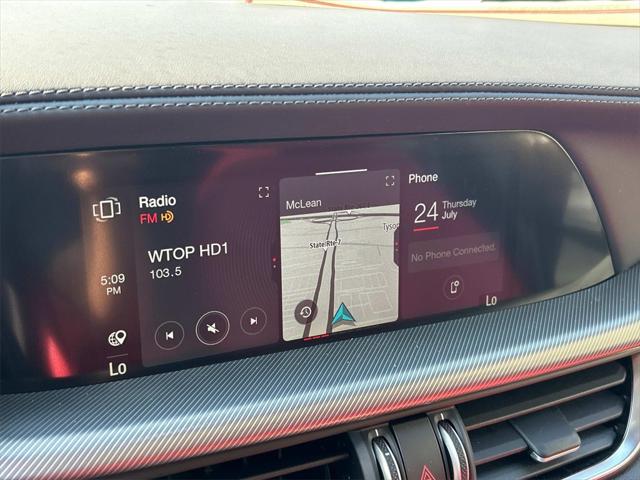 Radio
FM HD
WTOP HD1
103.5
5:09
PM
Lo
McLean
State Rte 7
Phone
24 Thursday
July
No Phone Connected.
Lo